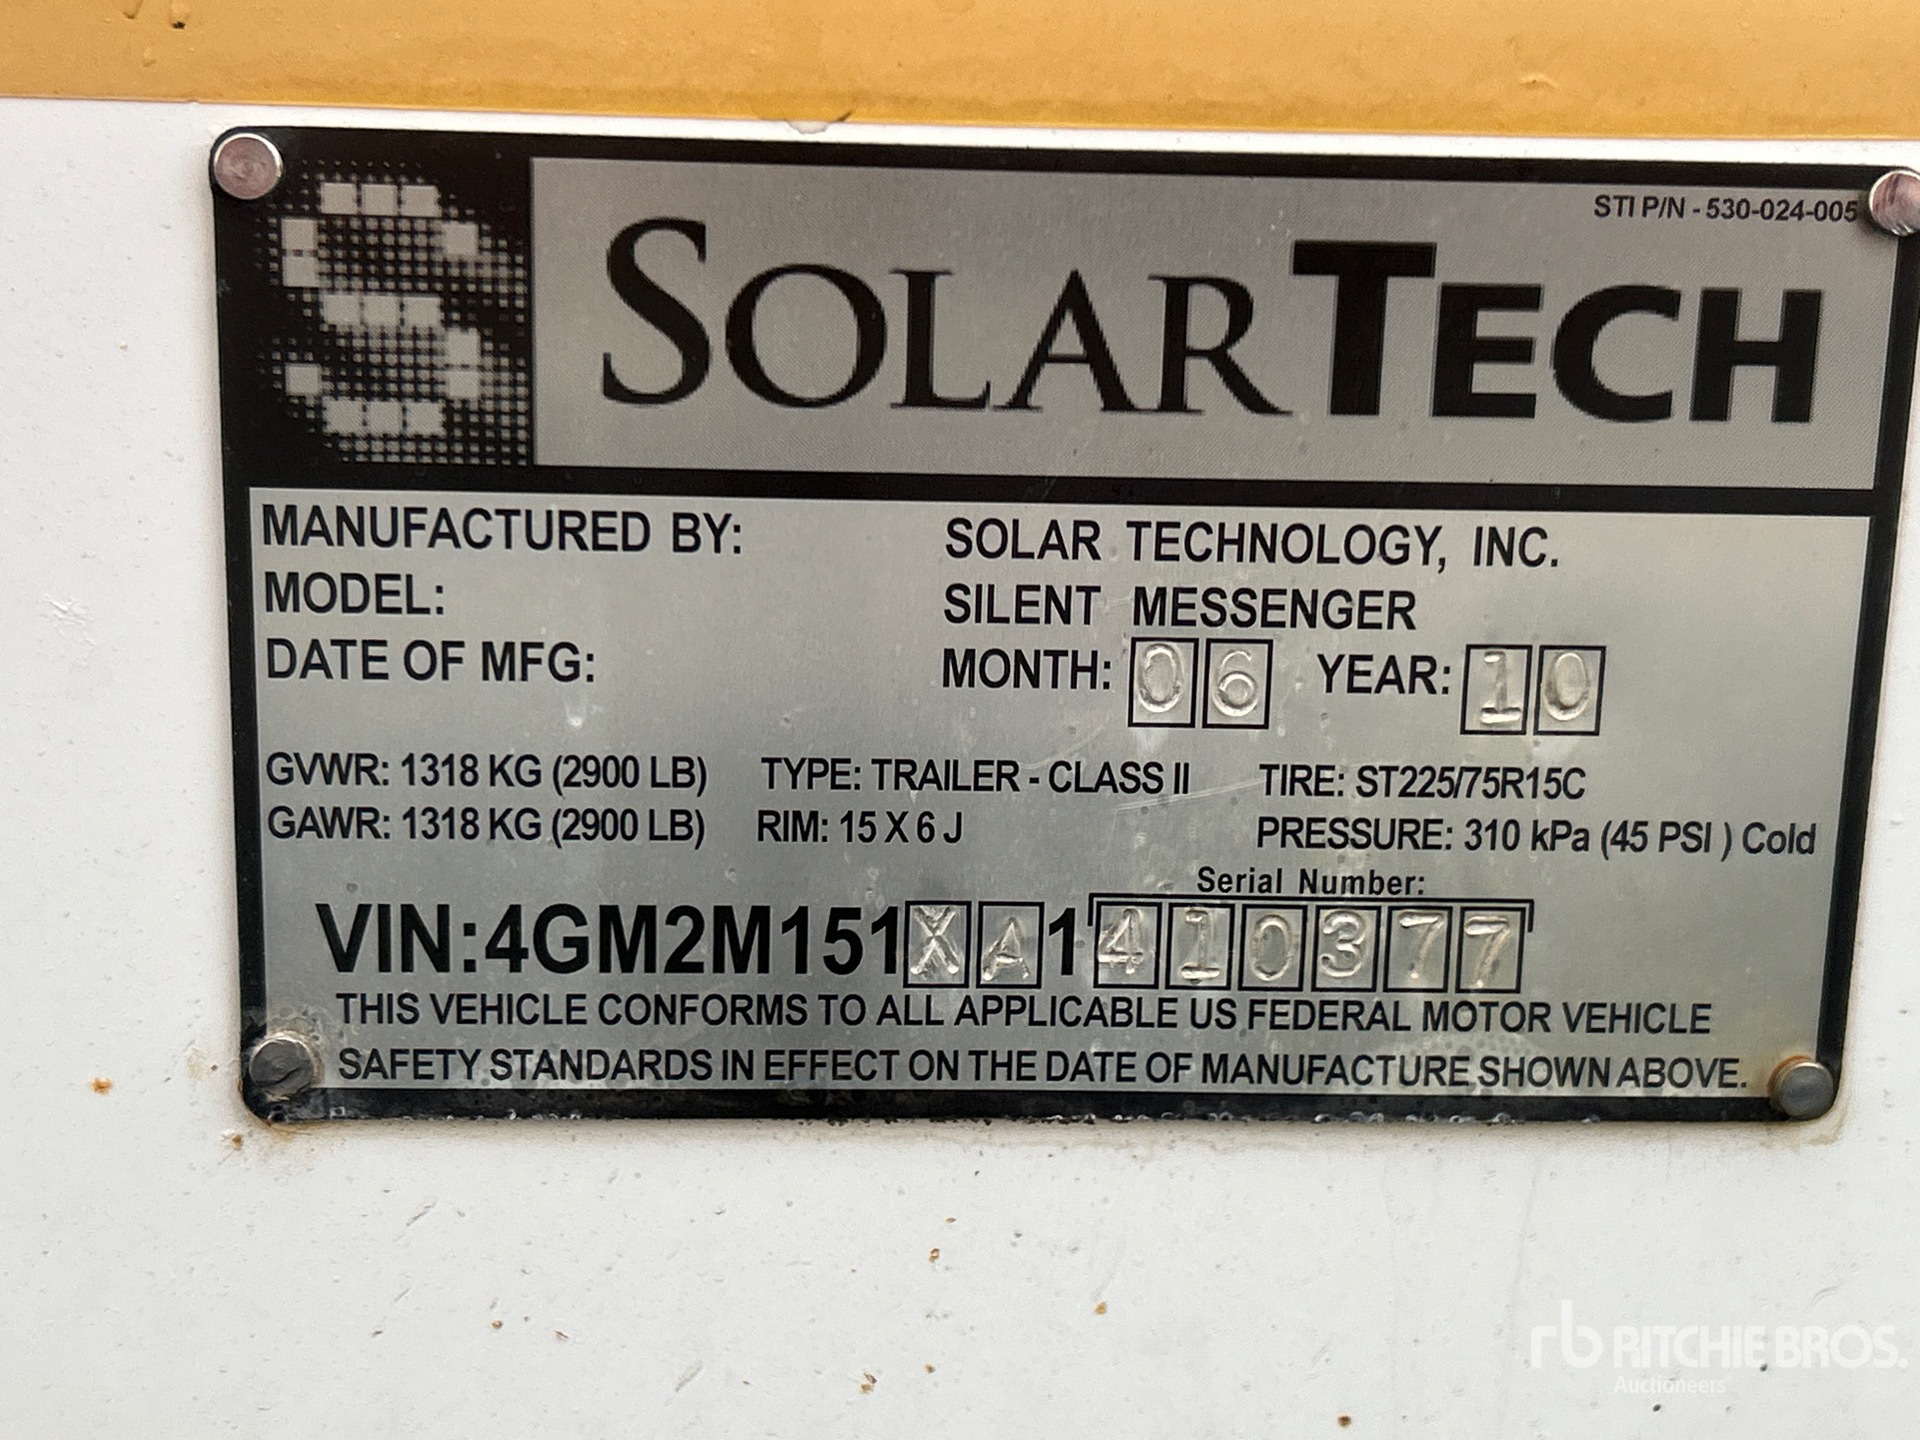 STI P/N - 530-024-005
SOLARTECH
MANUFACTURED BY: SOLAR TECHNOLOGY, INC.
MODEL: SILENT MESSENGER
DATE OF MFG: MONTH: 06 YEAR: 10
GVWR: 1318 KG (2900 LB) TYPE: TRAILER - CLASS II TIRE: ST225/75R15C
GAWR: 1318 KG (2900 LB) RIM: 15 X 6 J PRESSURE: 310 kPa (45 PSI ) Cold
Serial Number:
VIN:4GM2M151XA1410377
THIS VEHICLE CONFORMS TO ALL APPLICABLE US FEDERAL MOTOR VEHICLE
SAFETY STANDARDS IN EFFECT ON THE DATE OF MANUFACTURE SHOWN ABOVE.
rb RITCHIE BROS.
Auctioneers